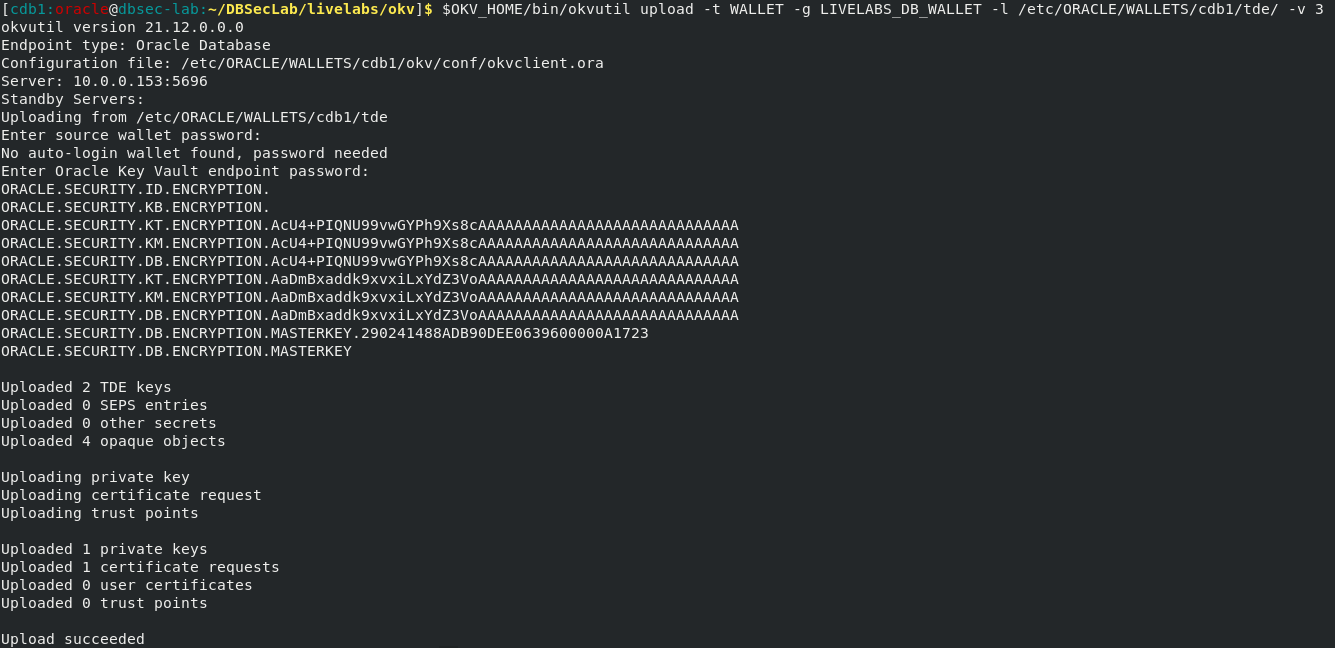 [cdb1:oracle@dbsec-lab:~/DBSecLab/livelabs/okv]$ $OKV_HOME/bin/okvutil upload -t WALLET -g LIVELABS_DB_WALLET -l /etc/ORACLE/WALLETS/cdb1/tde/ -v 3
okvutil version 21.12.0.0.0
Endpoint type: Oracle Database
Configuration file: /etc/ORACLE/WALLETS/cdb1/okv/conf/okvclient.ora
Server: 10.0.0.153:5696
Standby Servers:
Uploading from /etc/ORACLE/WALLETS/cdb1/tde
Enter source wallet password:
No auto-login wallet found, password needed
Enter Oracle Key Vault endpoint password:
ORACLE.SECURITY.ID.ENCRYPTION.
ORACLE.SECURITY.KB.ENCRYPTION.
ORACLE.SECURITY.KT.ENCRYPTION.AcU4+PIQNU99vwGYPh9Xs8cAAAAAAAAAAAAAAAAAAAAAAAAAAAAA
ORACLE.SECURITY.KM.ENCRYPTION.AcU4+PIQNU99vwGYPh9Xs8cAAAAAAAAAAAAAAAAAAAAAAAAAAAAA
ORACLE.SECURITY.DB.ENCRYPTION.AcU4+PIQNU99vwGYPh9Xs8cAAAAAAAAAAAAAAAAAAAAAAAAAAAAA
ORACLE.SECURITY.KT.ENCRYPTION.AaDmBxaddk9xvxiLxYdZ3VoAAAAAAAAAAAAAAAAAAAAAAAAAAAAA
ORACLE.SECURITY.KM.ENCRYPTION.AaDmBxaddk9xvxiLxYdZ3VoAAAAAAAAAAAAAAAAAAAAAAAAAAAAA
ORACLE.SECURITY.DB.ENCRYPTION.AaDmBxaddk9xvxiLxYdZ3VoAAAAAAAAAAAAAAAAAAAAAAAAAAAAA
ORACLE.SECURITY.DB.ENCRYPTION.MASTERKEY.290241488ADB90DEE0639600000A1723
ORACLE.SECURITY.DB.ENCRYPTION.MASTERKEY
Uploaded 2 TDE keys
Uploaded 0 SEPS entries
Uploaded 0 other secrets
Uploaded 4 opaque objects
Uploading private key
Uploading certificate request
Uploading trust points
Uploaded 1 private keys
Uploaded 1 certificate requests
Uploaded 0 user certificates
Uploaded 0 trust points
Upload succeeded